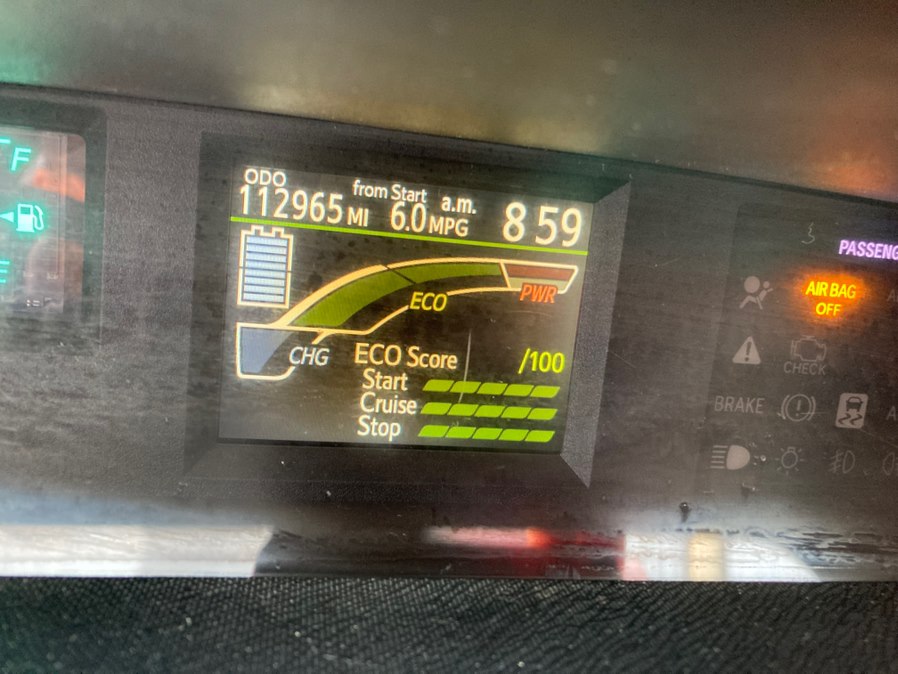 ODO from Start a.m.
112965 MI 6.0 MPG 8 59
F
E
ECO
PWR
CHG
ECO Score /100
Start
Cruise
Stop
PASSENG
AIR BAG
OFF
CHECK
BRAKE